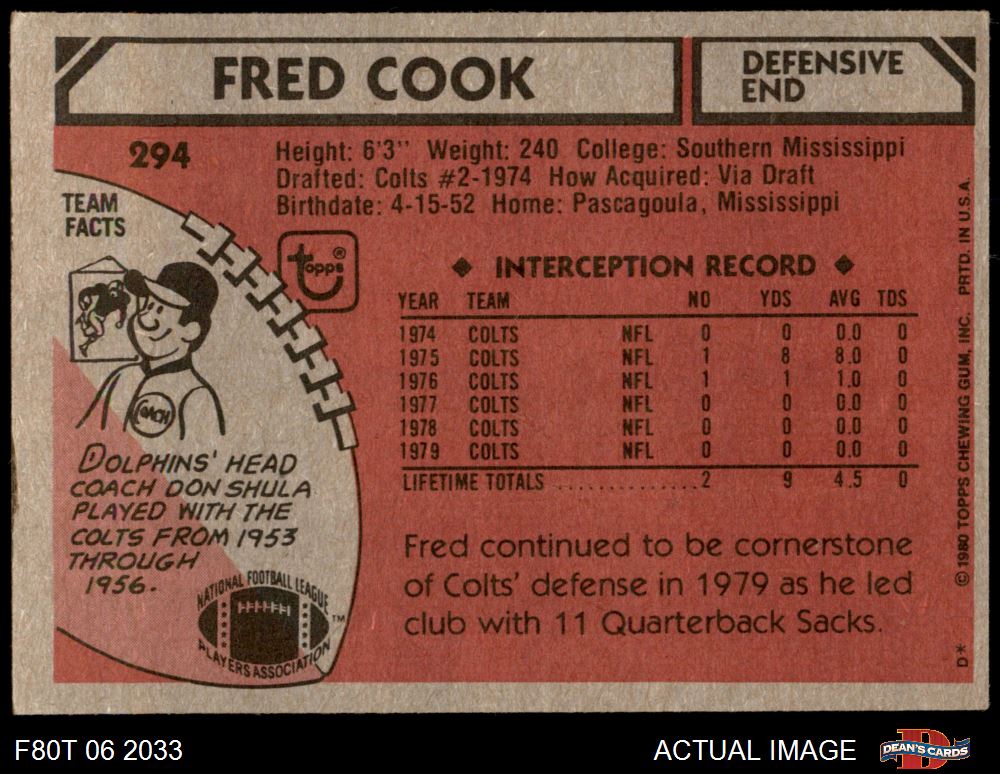 FRED COOK
DEFENSIVE
END
294
Height: 6'3" Weight: 240 College: Southern Mississippi
Drafted: Colts #2-1974 How Acquired: Via Draft
Birthdate: 4-15-52 Home: Pascagoula, Mississippi
TEAM
FACTS
COACH
DOLPHINS' HEAD
COACH DON SHULA
PLAYED WITH THE
COLTS FROM 1953
THROUGH
1956.
NATIONAL FOOTBALL LEAGUE
PLAYERS ASSOCIATION
TM
topps®
◆ INTERCEPTION RECORD ◆
YEAR TEAM NO YDS AVG TDS
1974 COLTS NFL 0 0 0.0 0
1975 COLTS NFL 1 8 8.0 0
1976 COLTS NFL 1 1 1.0 0
1977 COLTS NFL 0 0 0.0 0
1978 COLTS NFL 0 0 0.0 0
1979 COLTS NFL 0 0 0.0 0
LIFETIME TOTALS ............... 2 9 4.5 0
Fred continued to be cornerstone
of Colts' defense in 1979 as he led
club with 11 Quarterback Sacks.
D* © 1980 TOPPS CHEWING GUM, INC. PRTD. IN U.S.A.
F80T 06 2033
ACTUAL IMAGE
D
DEAN'S CARDS